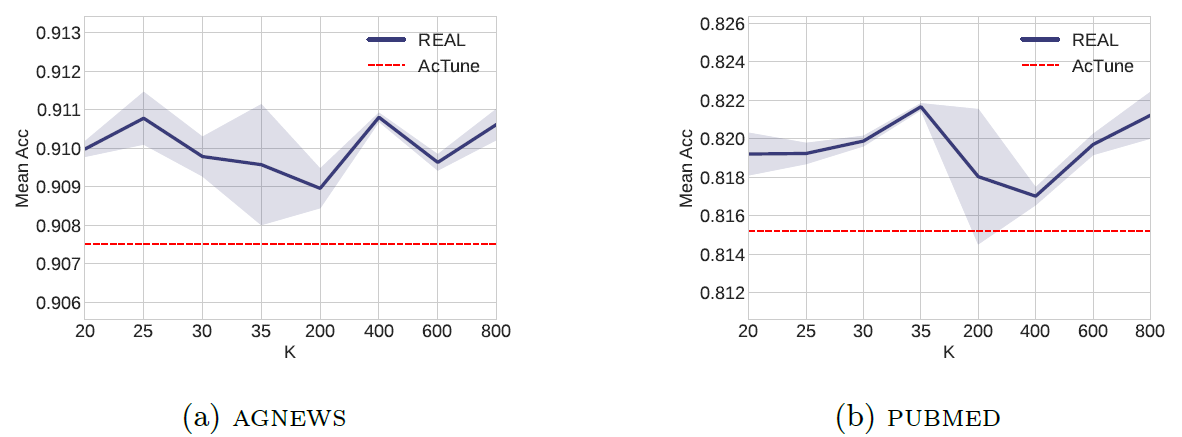 0.913
0.912
0.911
0.910
0.909
0.908
0.907
0.906
Mean Acc
REAL
AcTune
20 25 30 35 200 400 600 800
K
(a) AGNEWS
0.826
0.824
0.822
0.820
0.818
0.816
0.814
0.812
Mean Acc
REAL
AcTune
20 25 30 35 200 400 600 800
K
(b) PUBMED